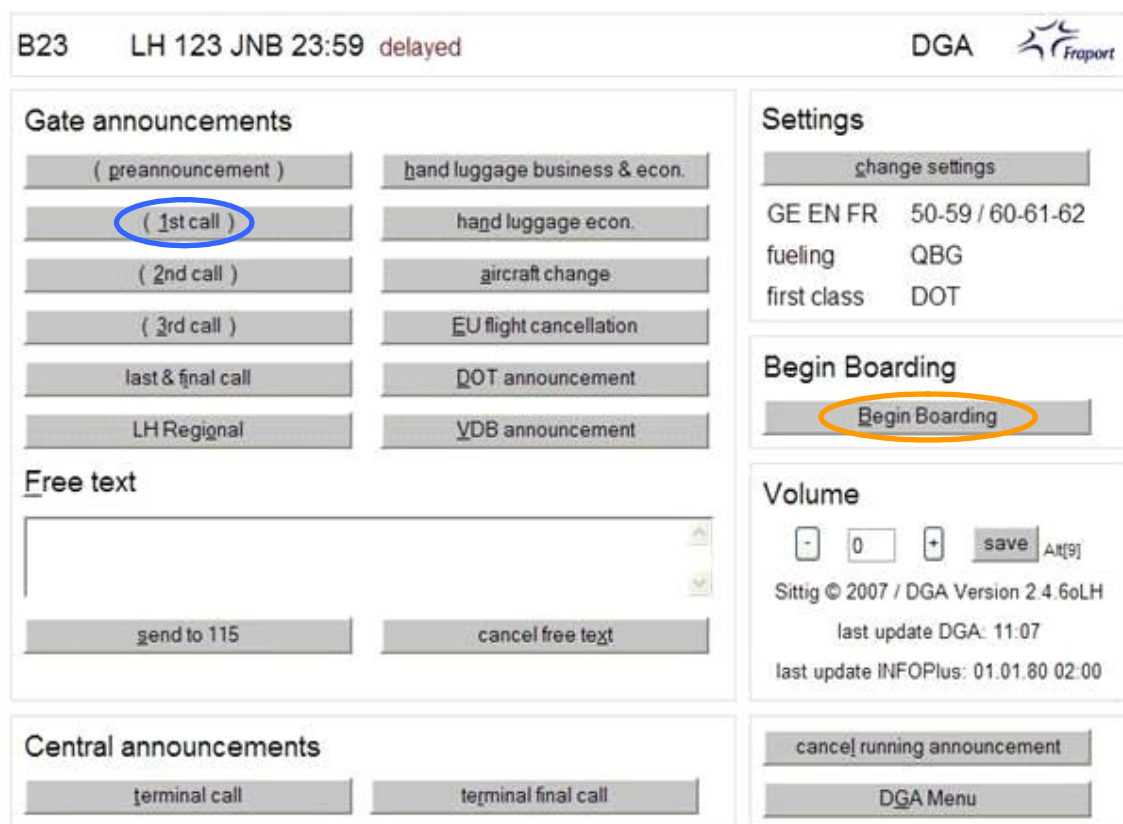 B23 LH 123 JNB 23:59 delayed DGA Fraport
Gate announcements
( preannouncement ) hand luggage business & econ.
( 1st call ) hand luggage econ.
( 2nd call ) aircraft change
( 3rd call ) EU flight cancellation
last & final call DOT announcement
LH Regional VDB announcement
Free text
send to 115 cancel free text
Central announcements
terminal call terminal final call
Settings
change settings
GE EN FR 50-59 / 60-61-62
fueling QBG
first class DOT
Begin Boarding
Begin Boarding
Volume
- 0 + save Alt[9]
Sittig © 2007 / DGA Version 2.4.6oLH
last update DGA: 11:07
last update INFOPlus: 01.01.80 02:00
cancel running announcement
DGA Menu